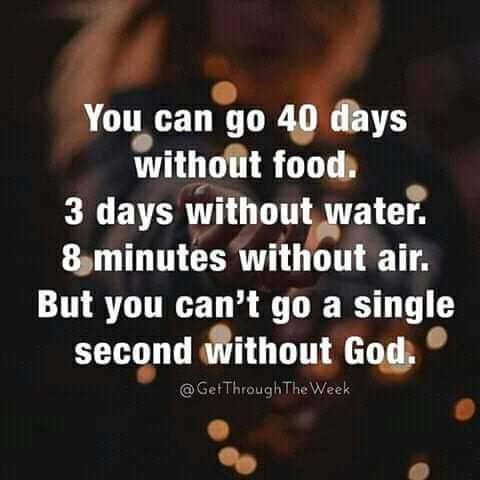 You can go 40 days
without food.
3 days without water.
8 minutes without air.
But you can't go a single
second without God.
@GetThroughTheWeek